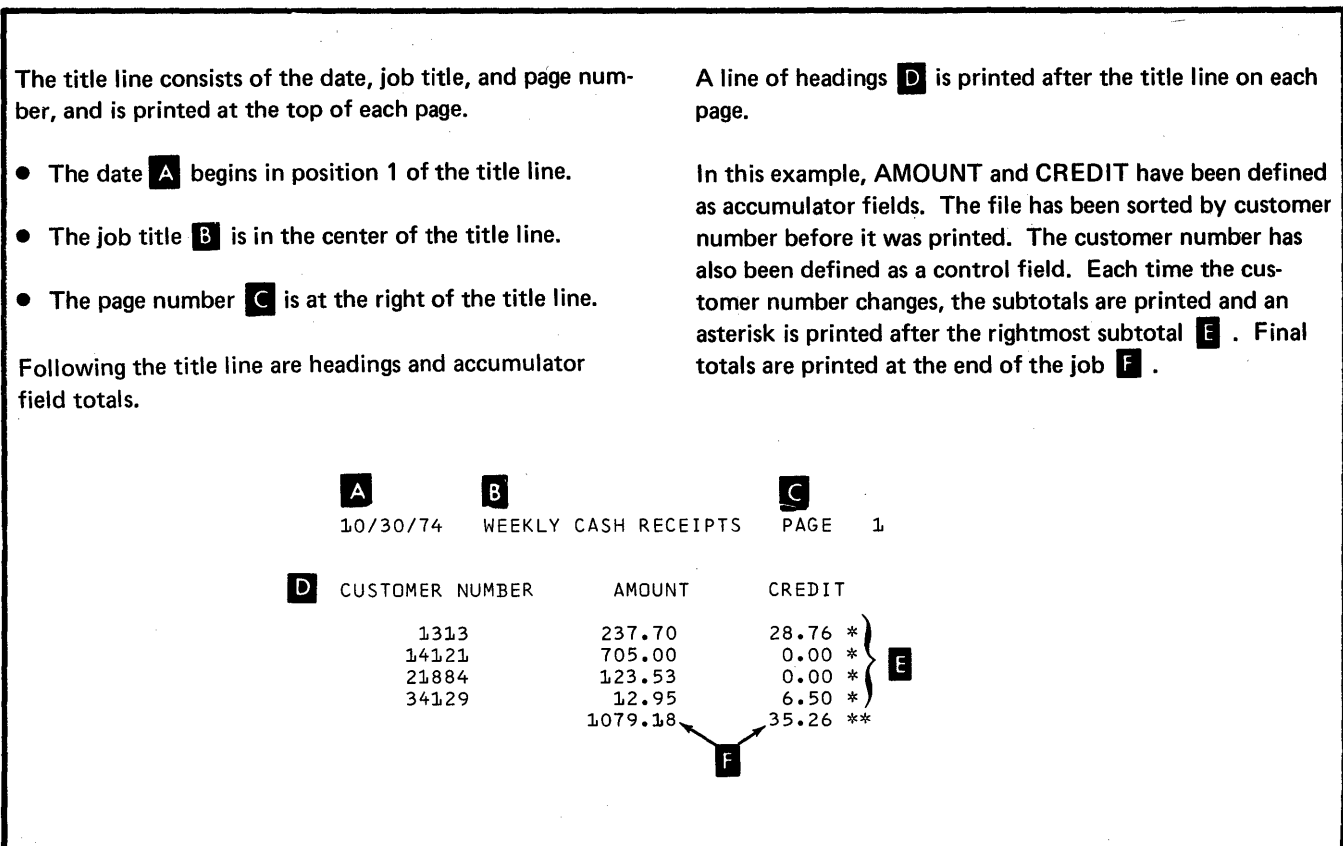 The title line consists of the date, job title, and page num-
ber, and is printed at the top of each page.
● The date A begins in position 1 of the title line.
● The job title B is in the center of the title line.
● The page number C is at the right of the title line.
Following the title line are headings and accumulator
field totals.
A line of headings D is printed after the title line on each
page.
In this example, AMOUNT and CREDIT have been defined
as accumulator fields. The file has been sorted by customer
number before it was printed. The customer number has
also been defined as a control field. Each time the cus-
tomer number changes, the subtotals are printed and an
asterisk is printed after the rightmost subtotal E . Final
totals are printed at the end of the job F .
A B C
10/30/74 WEEKLY CASH RECEIPTS PAGE 1
D CUSTOMER NUMBER AMOUNT CREDIT
1313 237.70 28.76 *
14121 705.00 0.00 *
E
21884 123.53 0.00 *
34129 12.95 6.50 *
1079.18 35.26 **
F